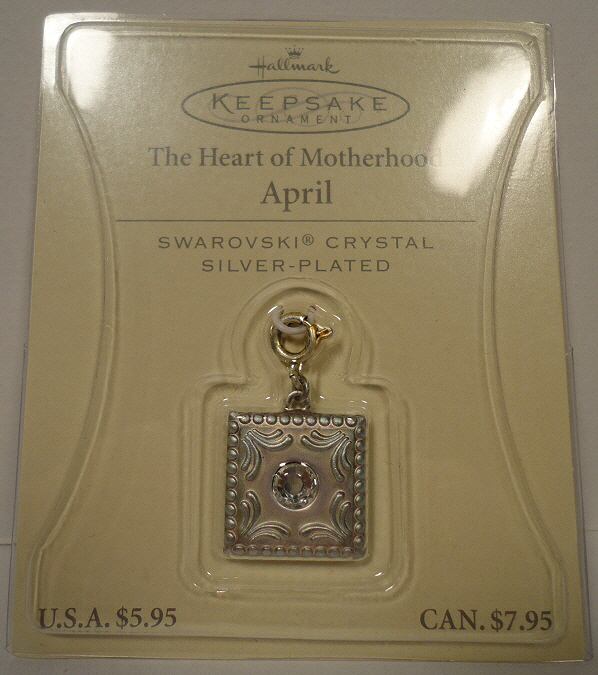 Hallmark
KEEPSAKE
ORNAMENT
The Heart of Motherhood
April
SWAROVSKI® CRYSTAL
SILVER-PLATED
U.S.A. $5.95
CAN. $7.95